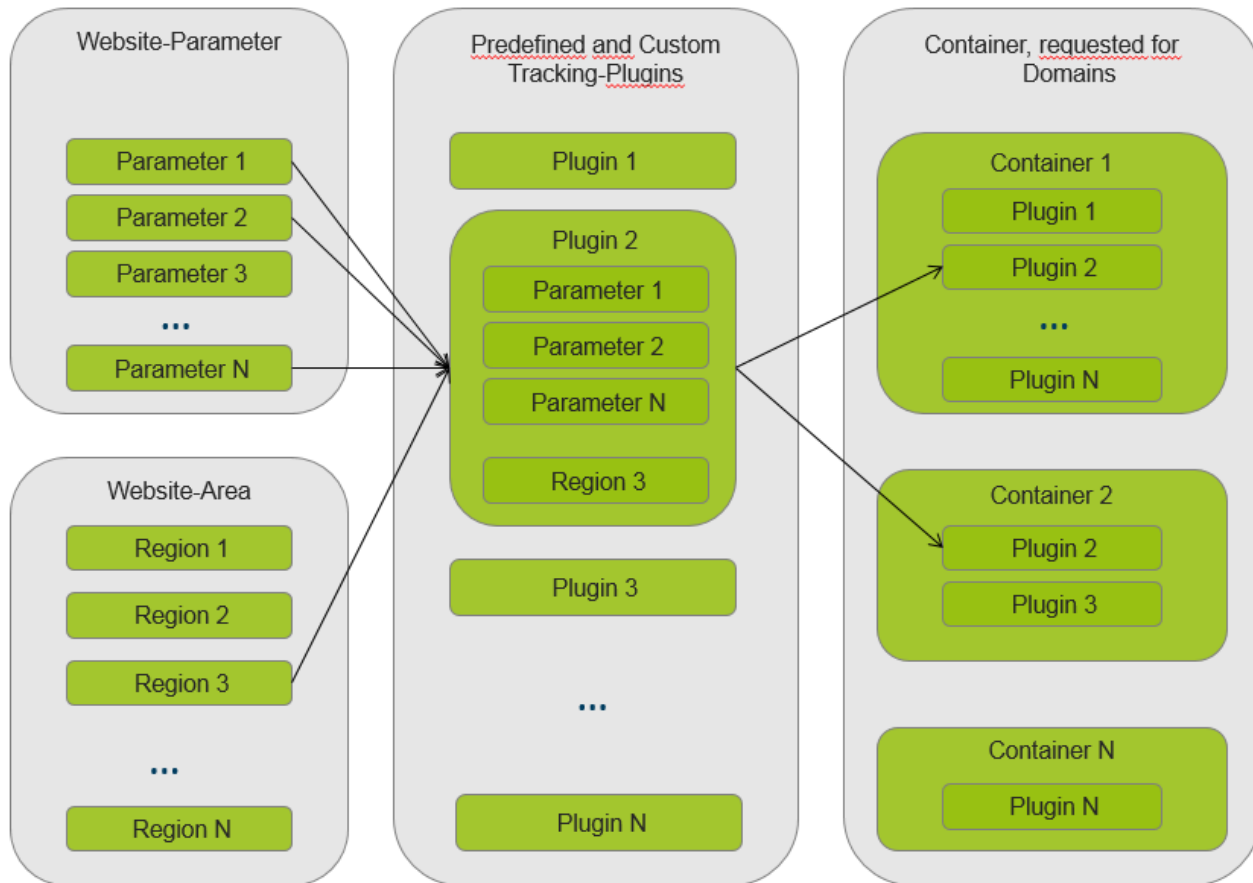 Website-Parameter
Parameter 1
Parameter 2
Parameter 3
...
Parameter N
Website-Area
Region 1
Region 2
Region 3
...
Region N
Predefined and Custom
Tracking-Plugins
Plugin 1
Plugin 2
Parameter 1
Parameter 2
Parameter N
Region 3
Plugin 3
...
Plugin N
Container, requested for
Domains
Container 1
Plugin 1
Plugin 2
...
Plugin N
Container 2
Plugin 2
Plugin 3
Container N
Plugin N